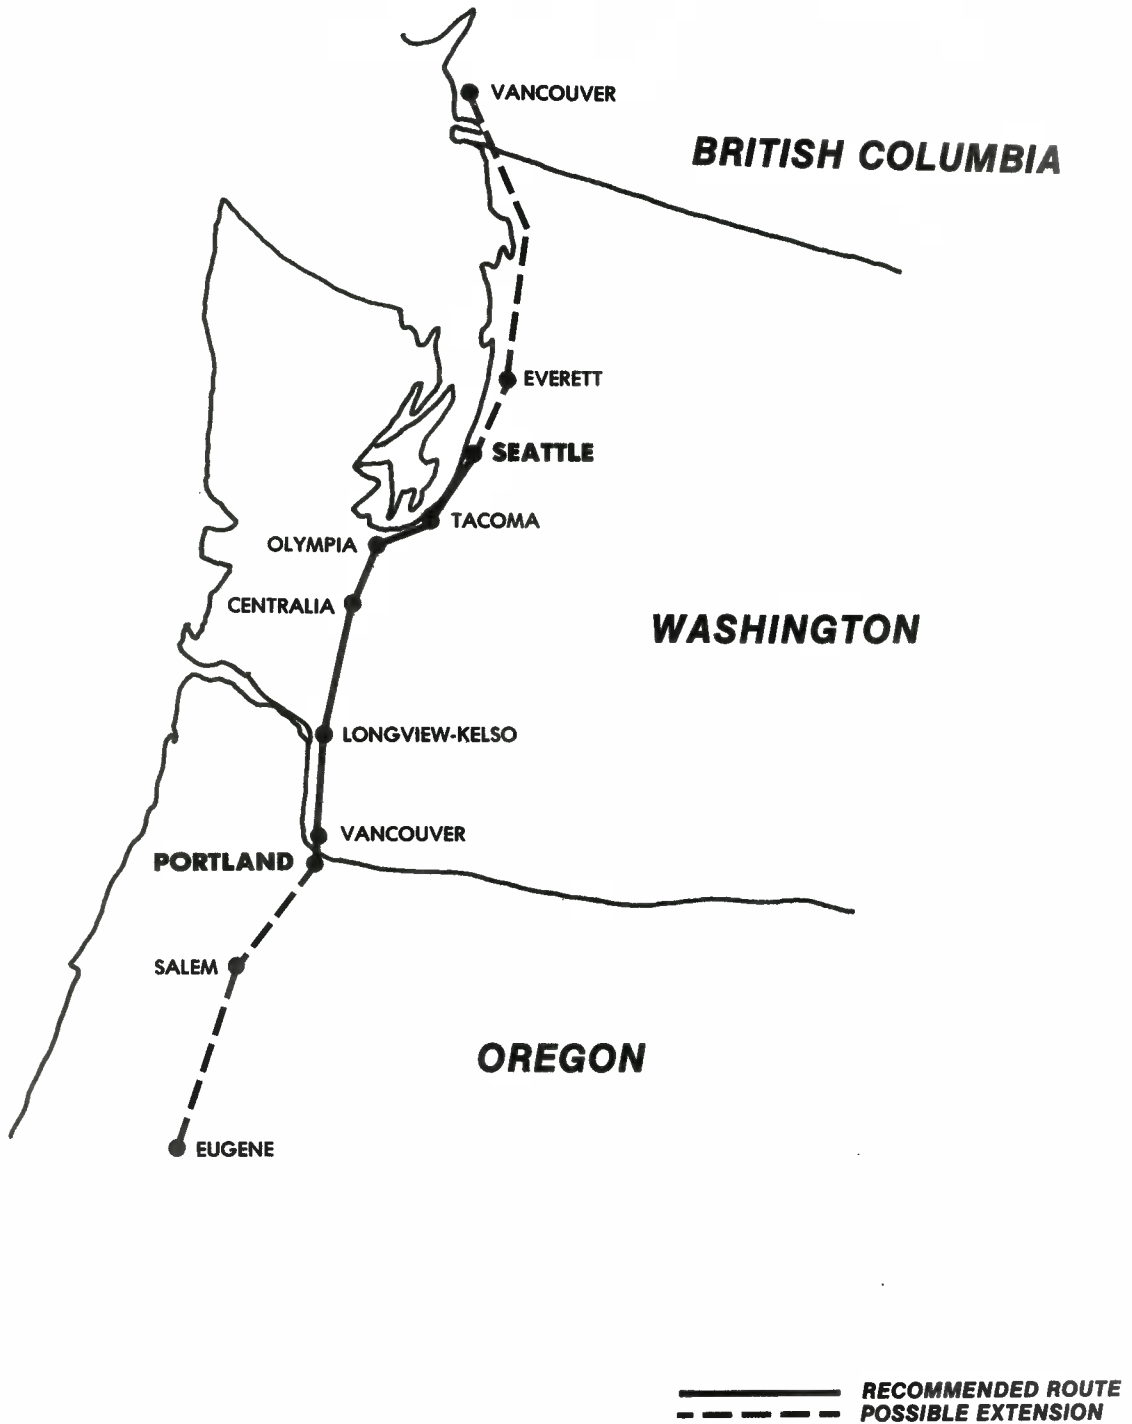 VANCOUVER
BRITISH COLUMBIA
EVERETT
SEATTLE
TACOMA
OLYMPIA
CENTRALIA
WASHINGTON
LONGVIEW-KELSO
VANCOUVER
PORTLAND
SALEM
OREGON
EUGENE
RECOMMENDED ROUTE
POSSIBLE EXTENSION